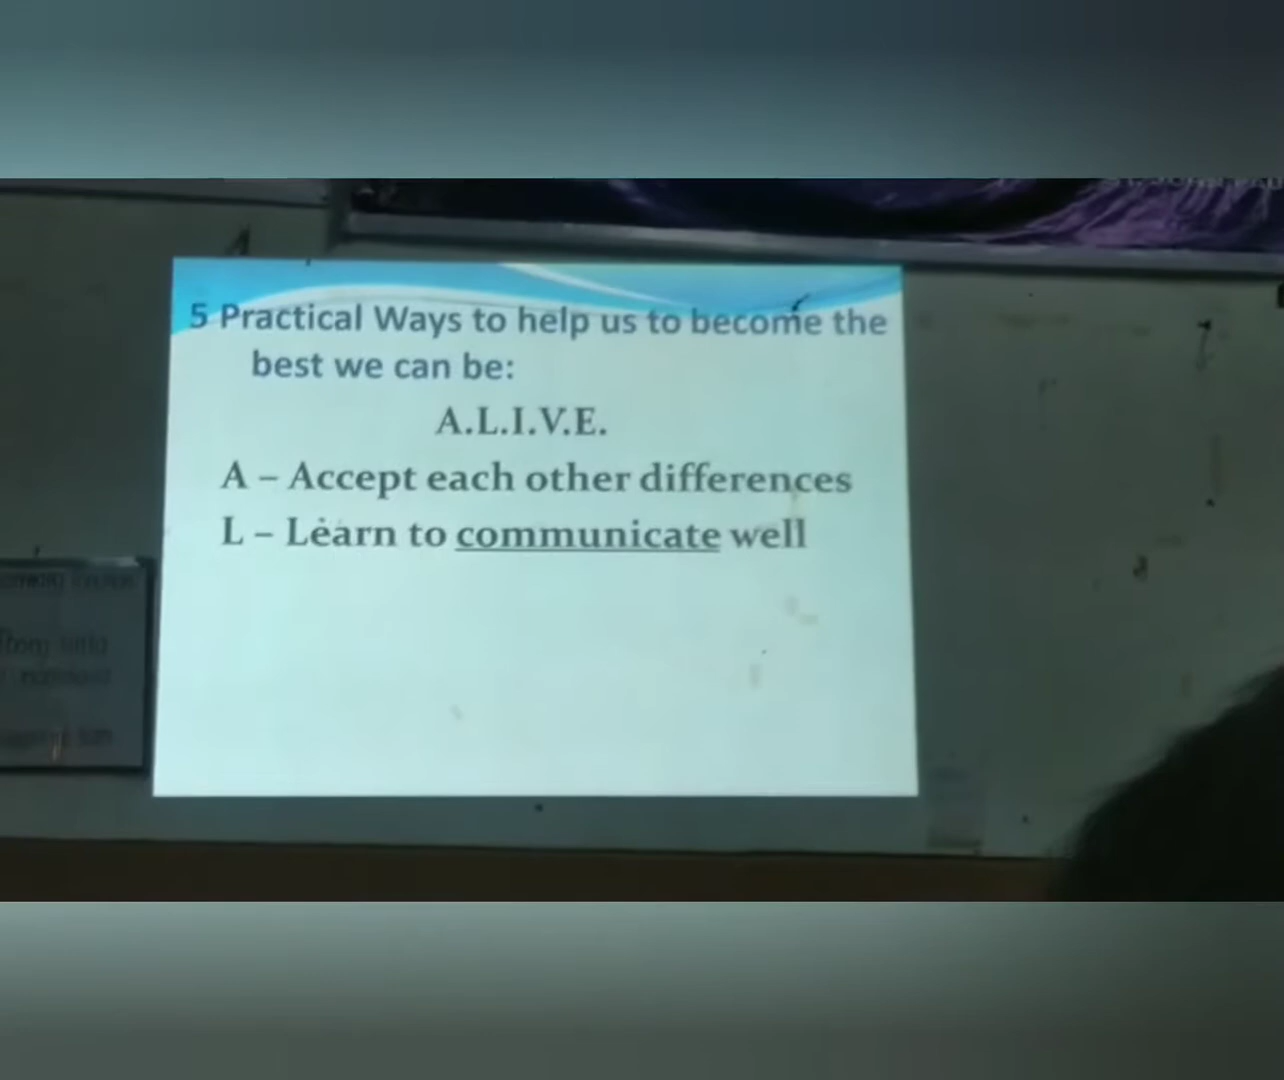 5 Practical Ways to help us to become the
best we can be:
A.L.I.V.E.
A – Accept each other differences
L – Learn to communicate well